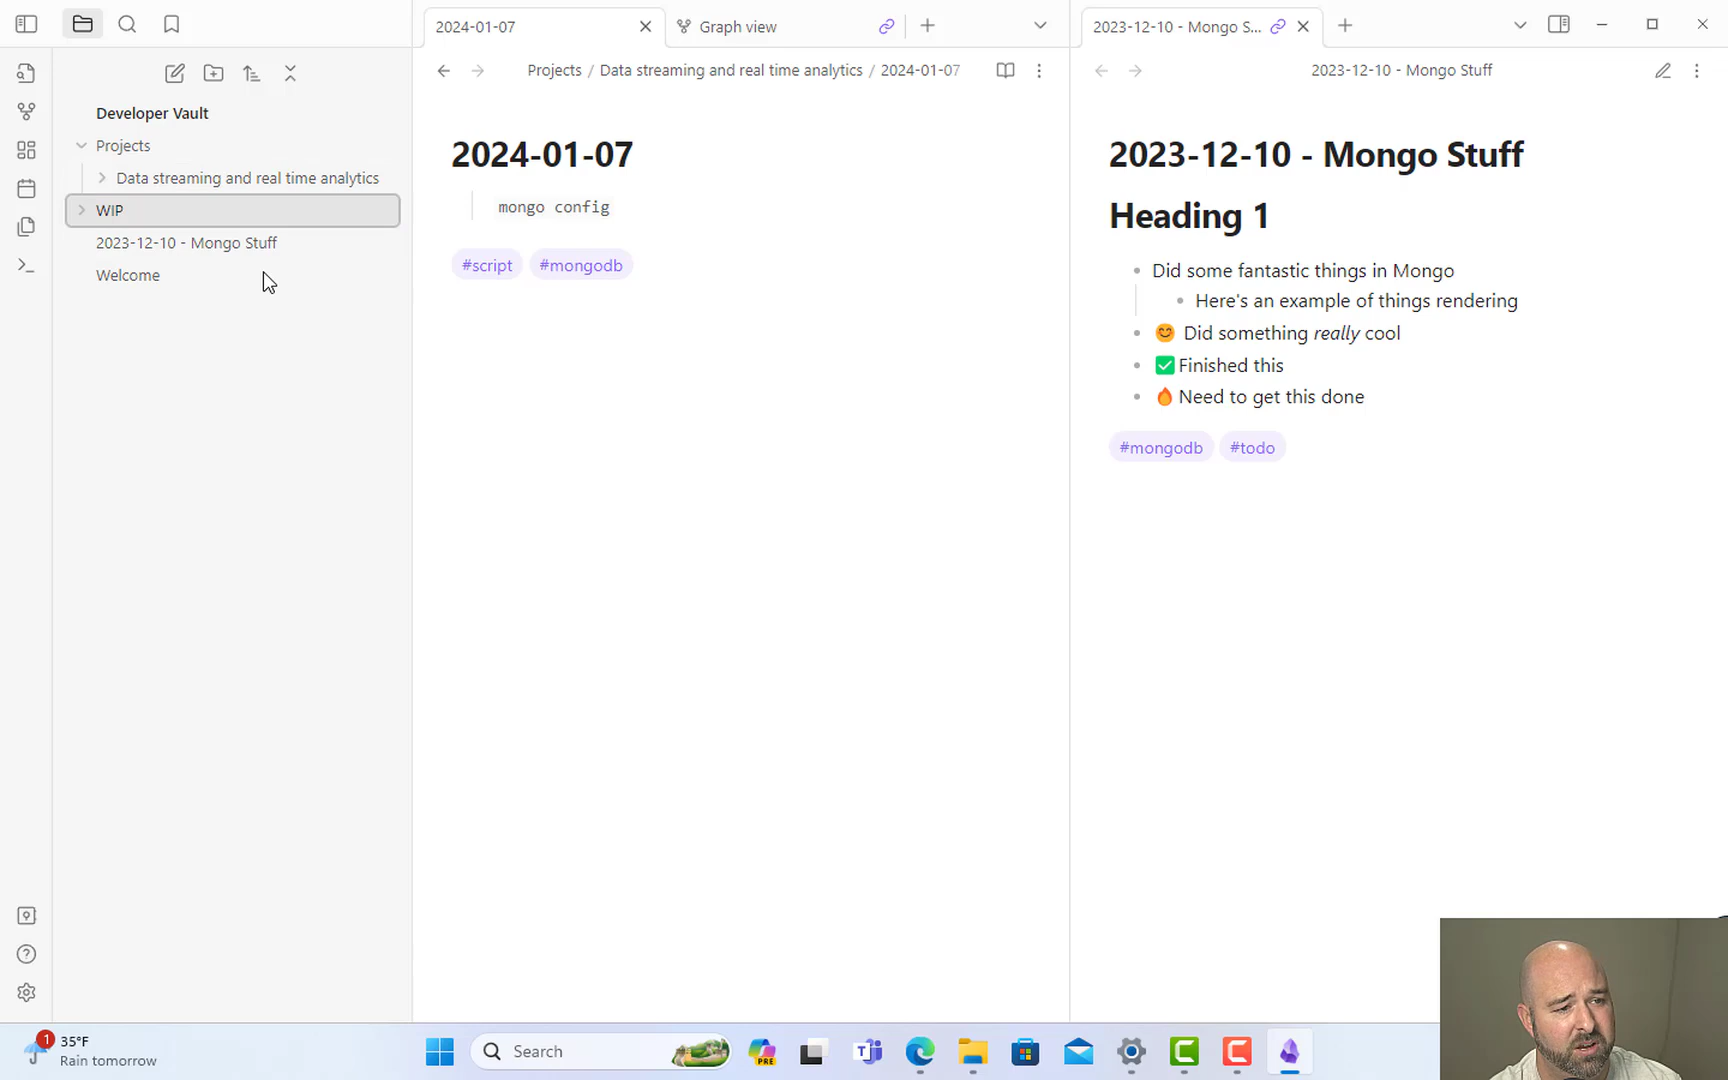 2024-01-07
Graph view
2023-12-10 - Mongo S...
Projects / Data streaming and real time analytics / 2024-01-07
2023-12-10 - Mongo Stuff
Developer Vault
Projects
Data streaming and real time analytics
WIP
2023-12-10 - Mongo Stuff
Welcome
2024-01-07
mongo config
#script #mongodb
2023-12-10 - Mongo Stuff
Heading 1
Did some fantastic things in Mongo
Here's an example of things rendering
😊 Did something really cool
✅ Finished this
🔥 Need to get this done
#mongodb #todo
1
35°F
Rain tomorrow
Search
PRE